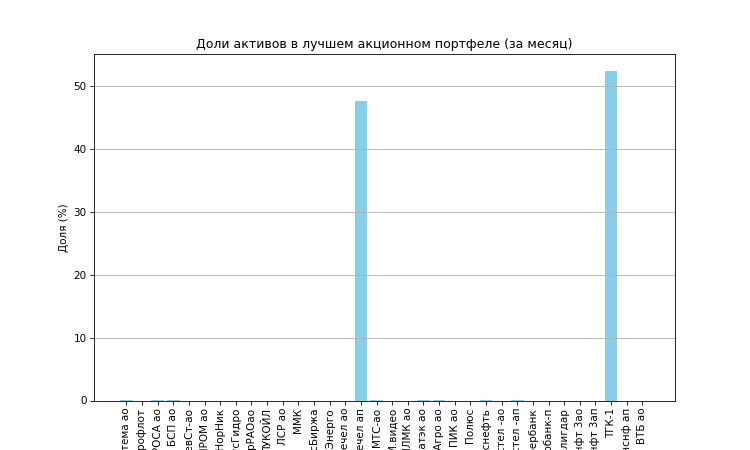 Доли активов в лучшем акционном портфеле (за месяц)
Доля (%)
50
40
30
20
10
0
тема ао
рофлот
РОСА ао
БСП ао
евСт-ао
ПРОМ ао
НорНик
сГидро
рРАОао
ЛУКОЙЛ
ЛСР ао
ММК
сБиржа
Энерго
ечел ао
ечел ап
МТС-ао
М.видео
ЛМК ао
атэк ао
Агро ао
ПИК ао
Полюс
снефть
стел -ао
стел -ап
ербанк
рбанк-п
лигдар
нфт 3ао
нфт 3ап
ТГК-1
нснф ап
ВТБ ао